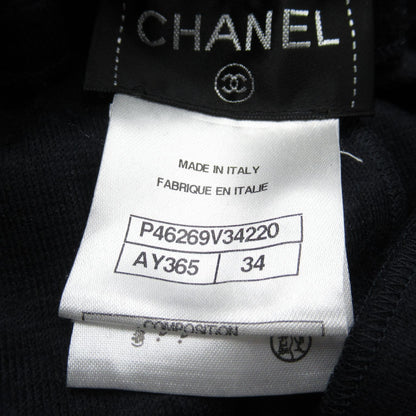 CHANEL
MADE IN ITALY
FABRIQUE EN ITALIE
P46269V34220
AY365 34
COMPOSITION